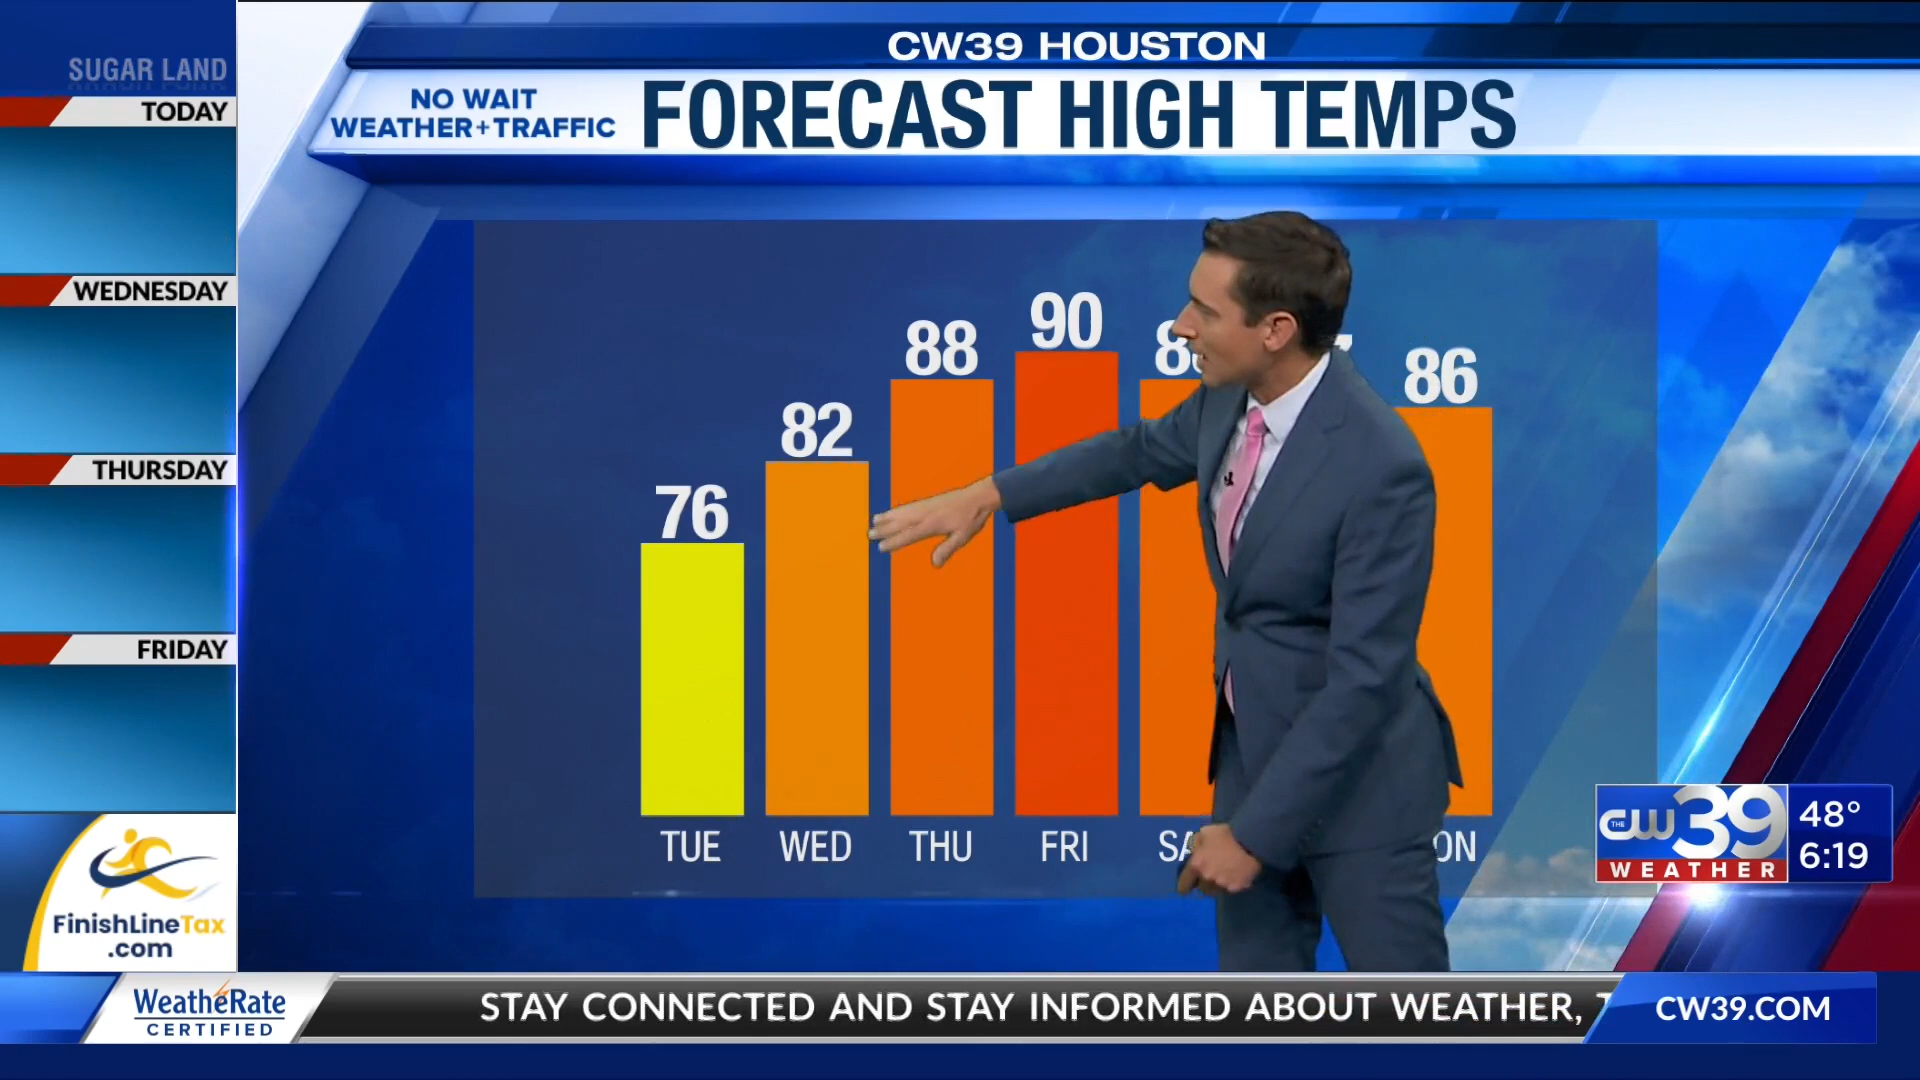 SUGAR LAND
TODAY
WEDNESDAY
THURSDAY
FRIDAY
FinishLineTax
.com
CW39 HOUSTON
NO WAIT
WEATHER+TRAFFIC
FORECAST HIGH TEMPS
76
82
88
90
86
TUE
WED
THU
FRI
THE CW39
WEATHER
48°
6:19
WeatheRate
CERTIFIED
STAY CONNECTED AND STAY INFORMED ABOUT WEATHER,
CW39.COM